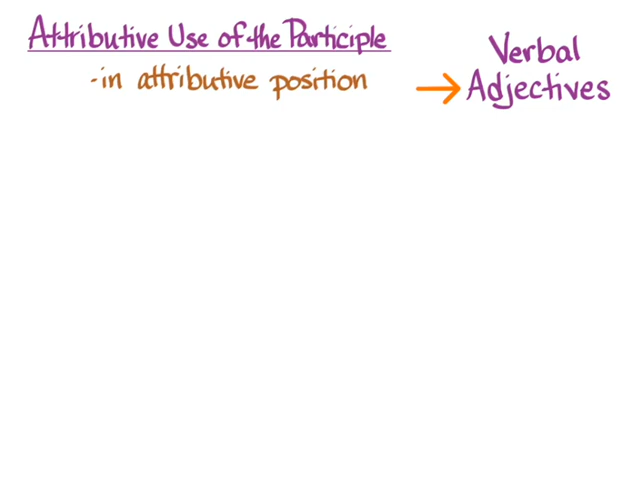 Attributive Use of the Participle
-in attributive position
Verbal
Adjectives